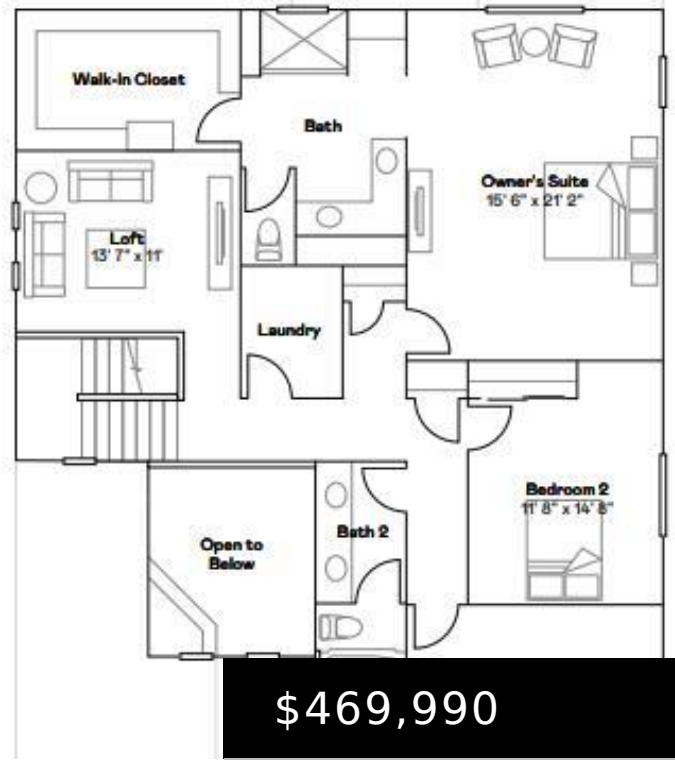 Walk-In Closet
Bath
Owner's Suite
15' 6" x 21' 2"
Loft
13' 7" x 11'
Laundry
Bedroom 2
11' 8" x 14' 8"
Bath 2
Open to
Below
$469,990